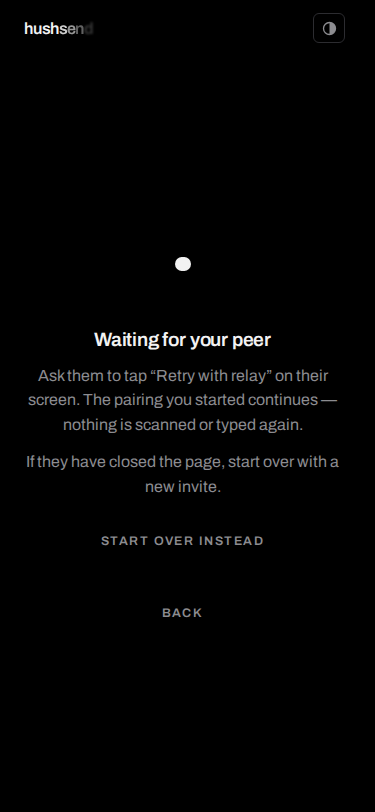 hushsend
Waiting for your peer
Ask them to tap “Retry with relay” on their
screen. The pairing you started continues —
nothing is scanned or typed again.
If they have closed the page, start over with a
new invite.
START OVER INSTEAD
BACK